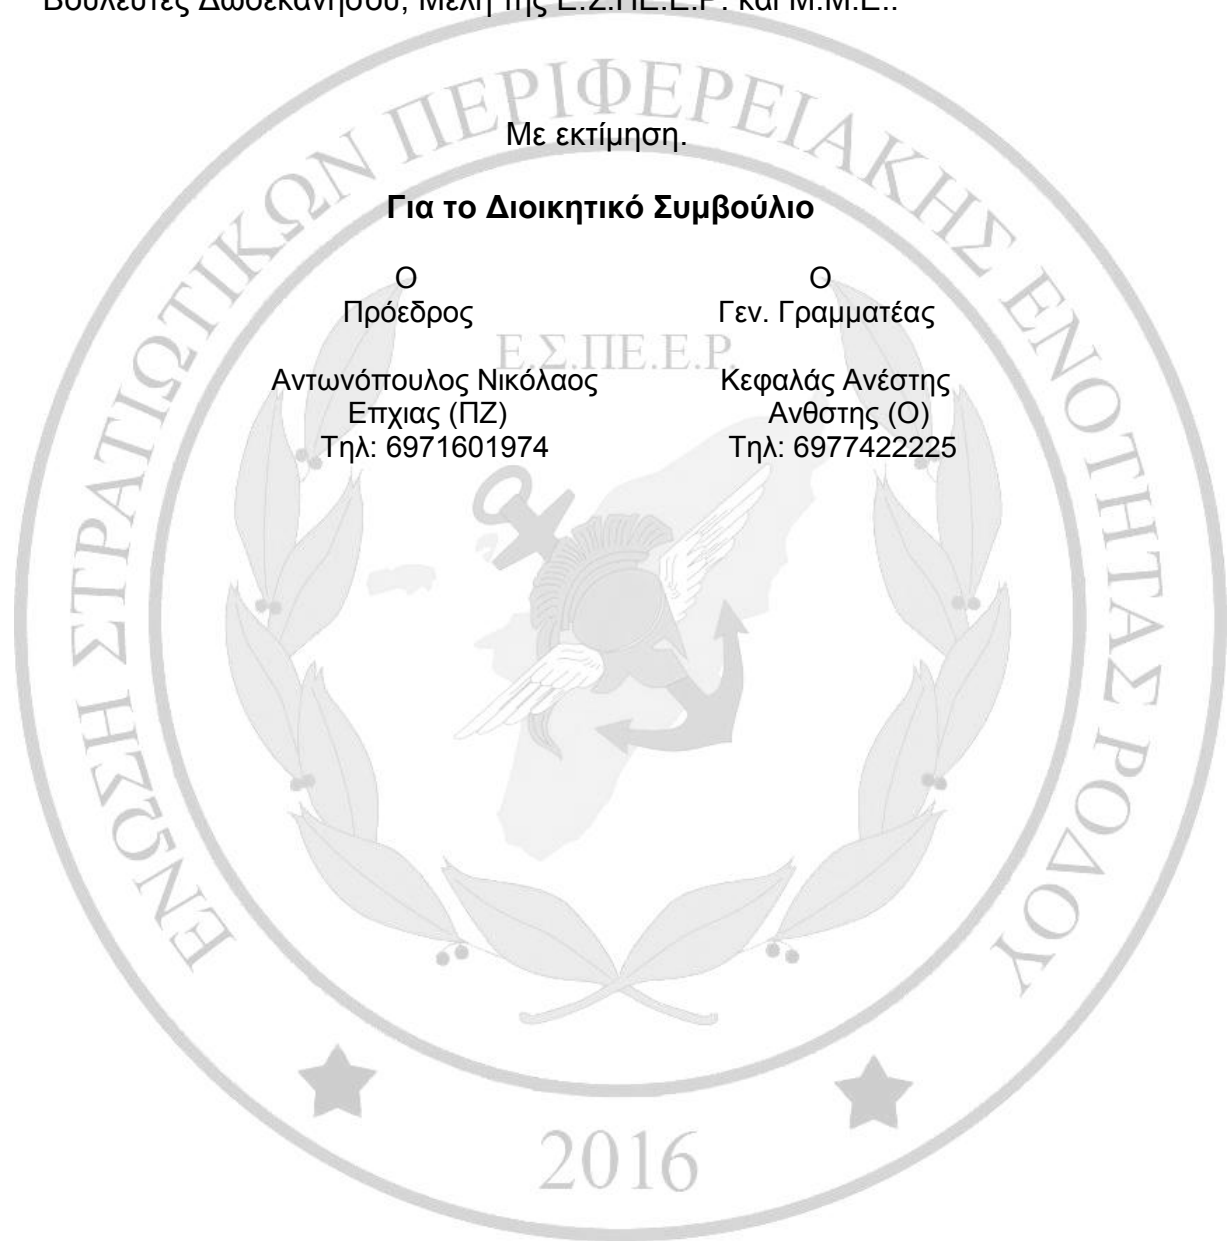 Βουλευτές Δωδεκανήσου, Μέλη της Ε.Σ.ΠΕ.Ε.Ρ. και Μ.Μ.Ε..
Με εκτίμηση.
Για το Διοικητικό Συμβούλιο
Ο Ο
Πρόεδρος Γεν. Γραμματέας
Ε.Σ.ΠΕ.Ε.Ρ.
Αντωνόπουλος Νικόλαος Κεφαλάς Ανέστης
Επχιας (ΠΖ) Ανθστης (Ο)
Τηλ: 6971601974 Τηλ: 6977422225
ΕΝΩΣΗ ΣΤΡΑΤΙΩΤΙΚΩΝ ΠΕΡΙΦΕΡΕΙΑΚΗΣ ΕΝΟΤΗΤΑΣ ΡΟΔΟΥ
2016